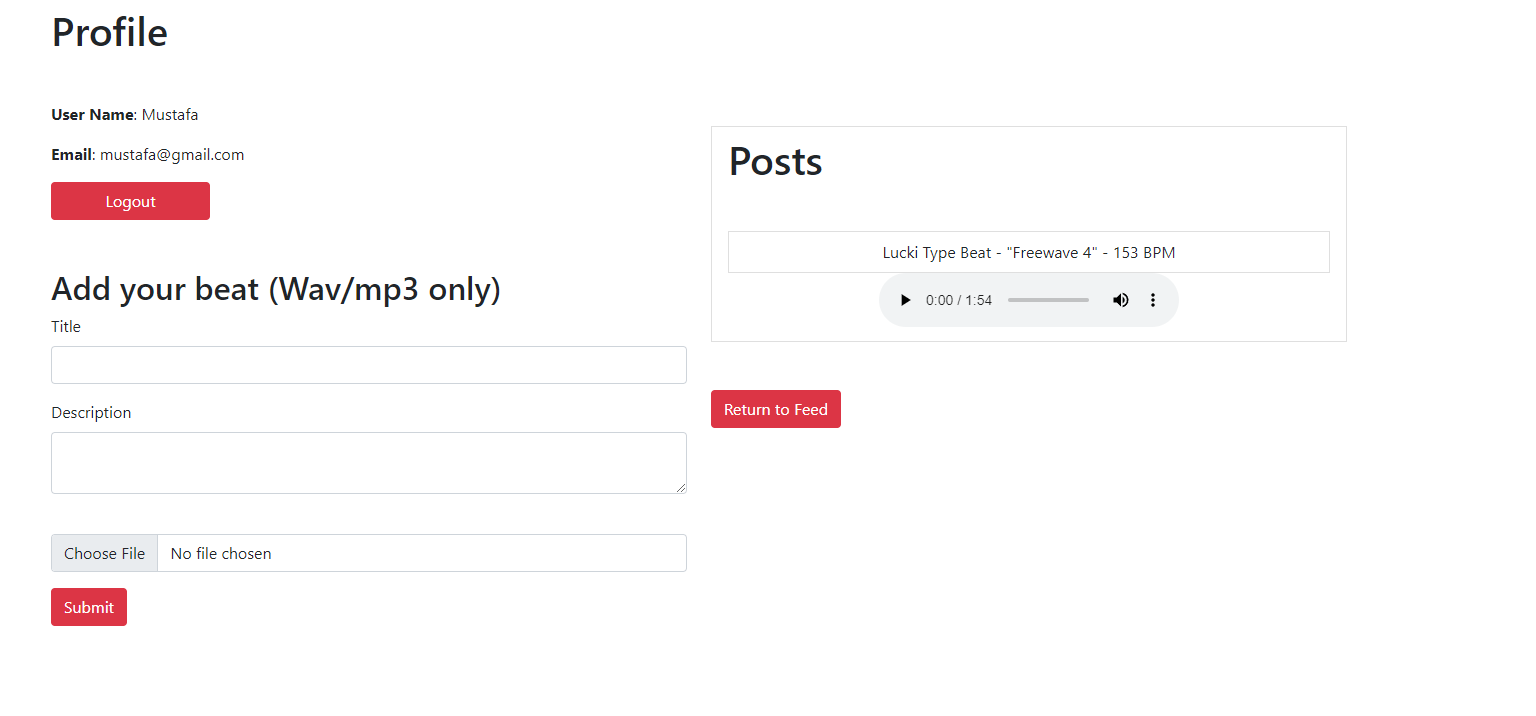 Profile
User Name: Mustafa
Email: mustafa@gmail.com
Logout
Add your beat (Wav/mp3 only)
Title
Description
Choose File No file chosen
Submit
Posts
Lucki Type Beat - "Freewave 4" - 153 BPM
0:00 / 1:54
Return to Feed